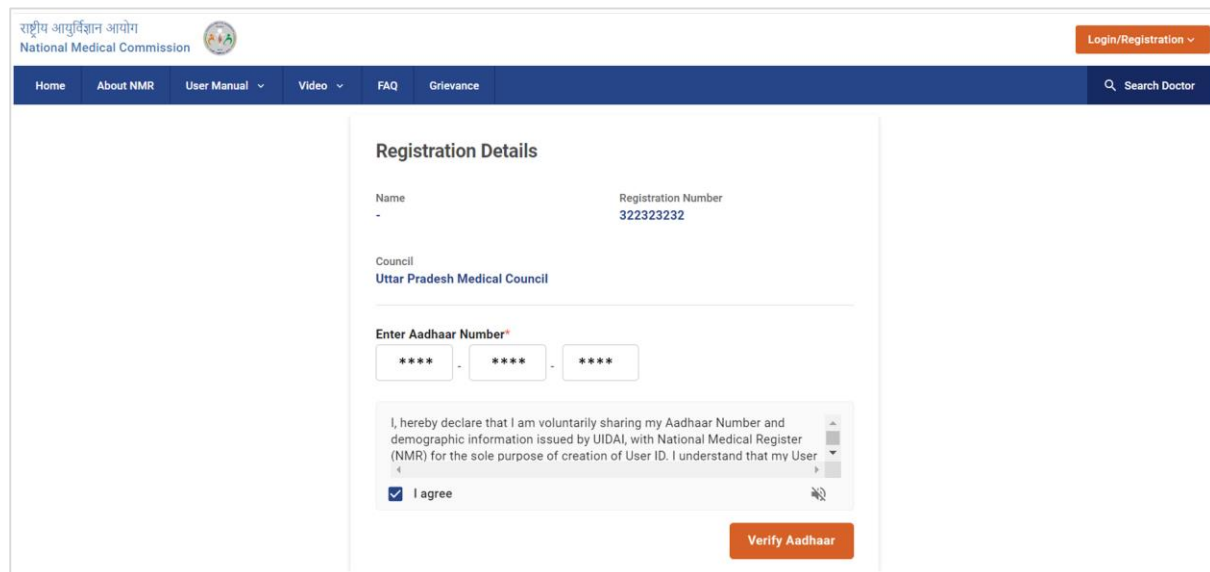 राष्ट्रीय आयुर्विज्ञान आयोग
National Medical Commission
Login/Registration
Home About NMR User Manual Video FAQ Grievance Search Doctor
Registration Details
Name Registration Number
- 322323232
Council
Uttar Pradesh Medical Council
Enter Aadhaar Number*
**** - **** - ****
I, hereby declare that I am voluntarily sharing my Aadhaar Number and
demographic information issued by UIDAI, with National Medical Register
(NMR) for the sole purpose of creation of User ID. I understand that my User
I agree
Verify Aadhaar